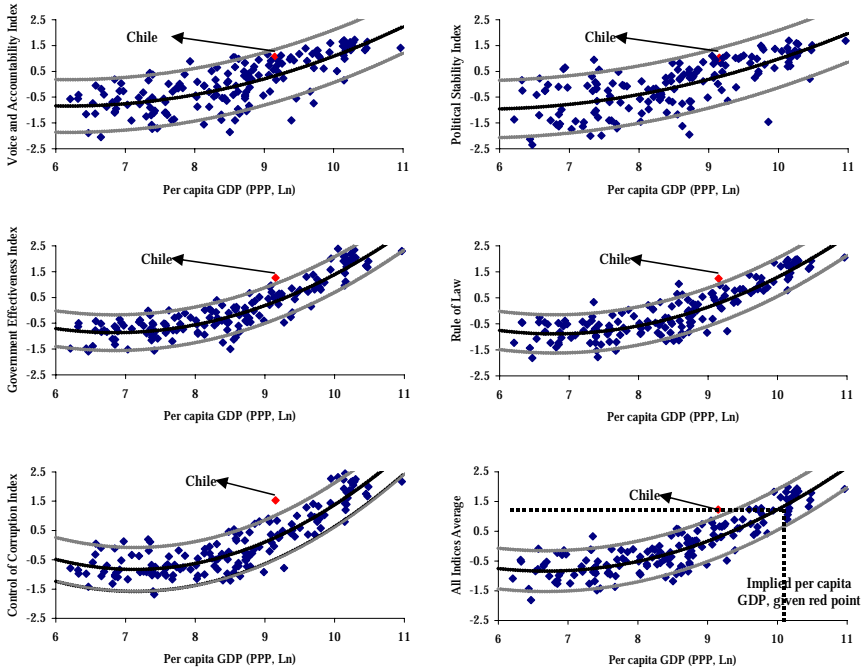 Voice and Accountability Index
2.5
1.5
0.5
-0.5
-1.5
-2.5
Chile
6 7 8 9 10 11
Per capita GDP (PPP, Ln)
Political Stability Index
2.5
1.5
0.5
-0.5
-1.5
-2.5
Chile
6 7 8 9 10 11
Per capita GDP (PPP, Ln)
Government Effectiveness Index
2.5
1.5
0.5
-0.5
-1.5
-2.5
Chile
6 7 8 9 10 11
Per capita GDP (PPP, Ln)
Rule of Law
2.5
1.5
0.5
-0.5
-1.5
-2.5
Chile
6 7 8 9 10 11
Per capita GDP (PPP, Ln)
Control of Corruption Index
2.5
1.5
0.5
-0.5
-1.5
-2.5
Chile
6 7 8 9 10 11
Per capita GDP (PPP, Ln)
All Indices Average
2.5
1.5
0.5
-0.5
-1.5
-2.5
Chile
Implied per capita
GDP, given red point
6 7 8 9 10 11
Per capita GDP (PPP, Ln)